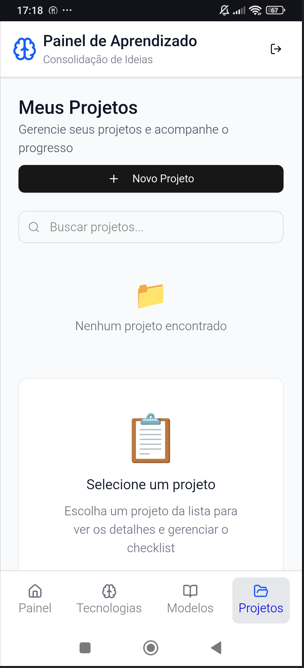 17:18
67
Painel de Aprendizado
Consolidação de Ideias
Meus Projetos
Gerencie seus projetos e acompanhe o
progresso
+ Novo Projeto
Buscar projetos...
Nenhum projeto encontrado
Selecione um projeto
Escolha um projeto da lista para
ver os detalhes e gerenciar o
checklist
Painel Tecnologias Modelos Projetos